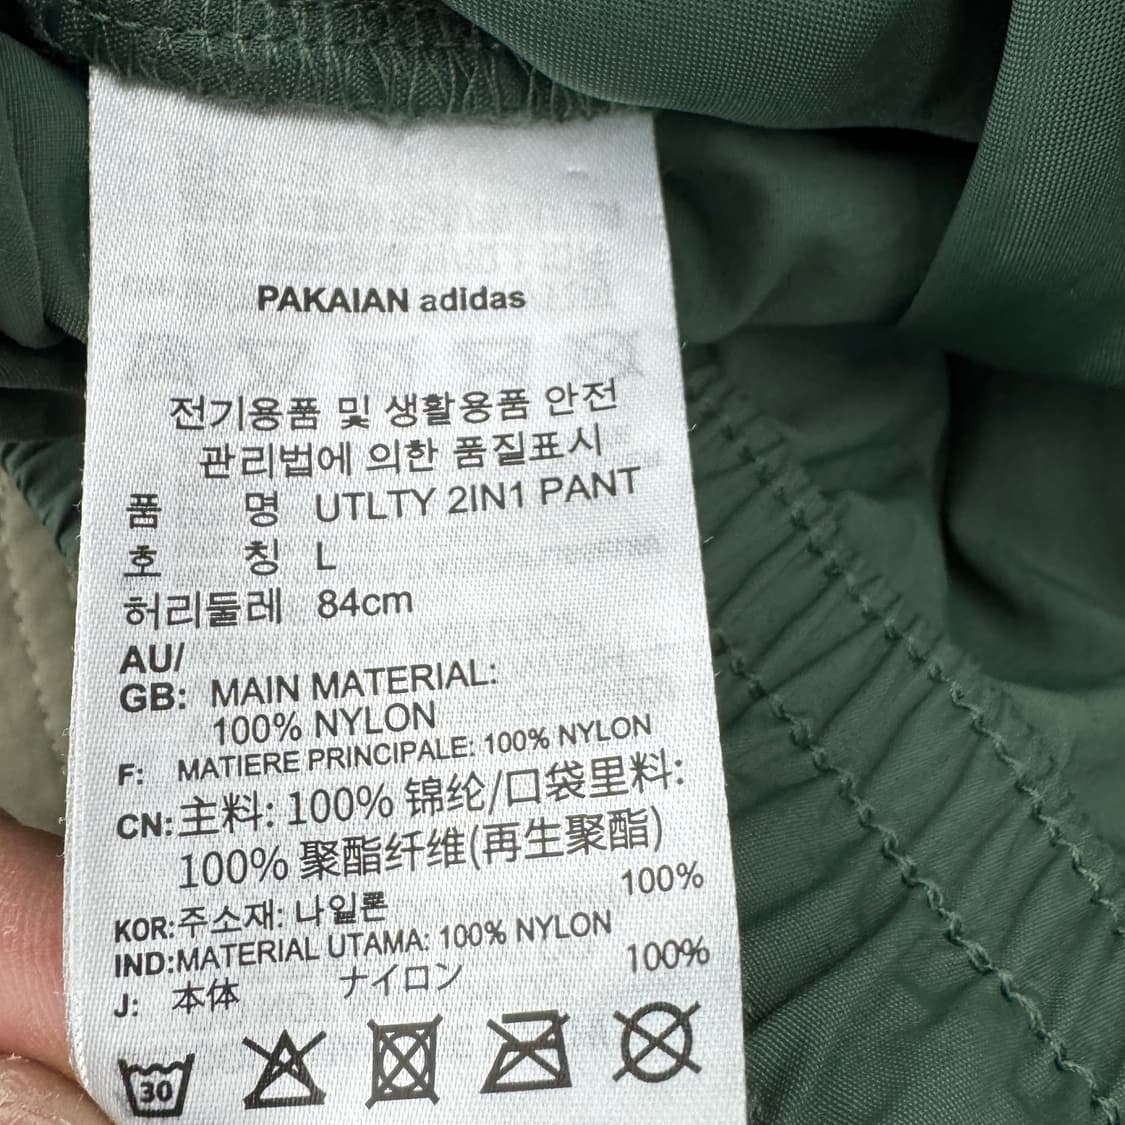 PAKAIAN adidas
전기용품 및 생활용품 안전
관리법에 의한 품질표시
품 명 UTLTY 2IN1 PANT
호 칭 L
허리둘레 84cm
AU/
GB: MAIN MATERIAL:
100% NYLON
F: MATIERE PRINCIPALE: 100% NYLON
CN:主料: 100% 锦纶/口袋里料:
100% 聚酯纤维(再生聚酯)
KOR:주소재: 나일론 100%
IND:MATERIAL UTAMA: 100% NYLON
J: 本体 ナイロン 100%
30